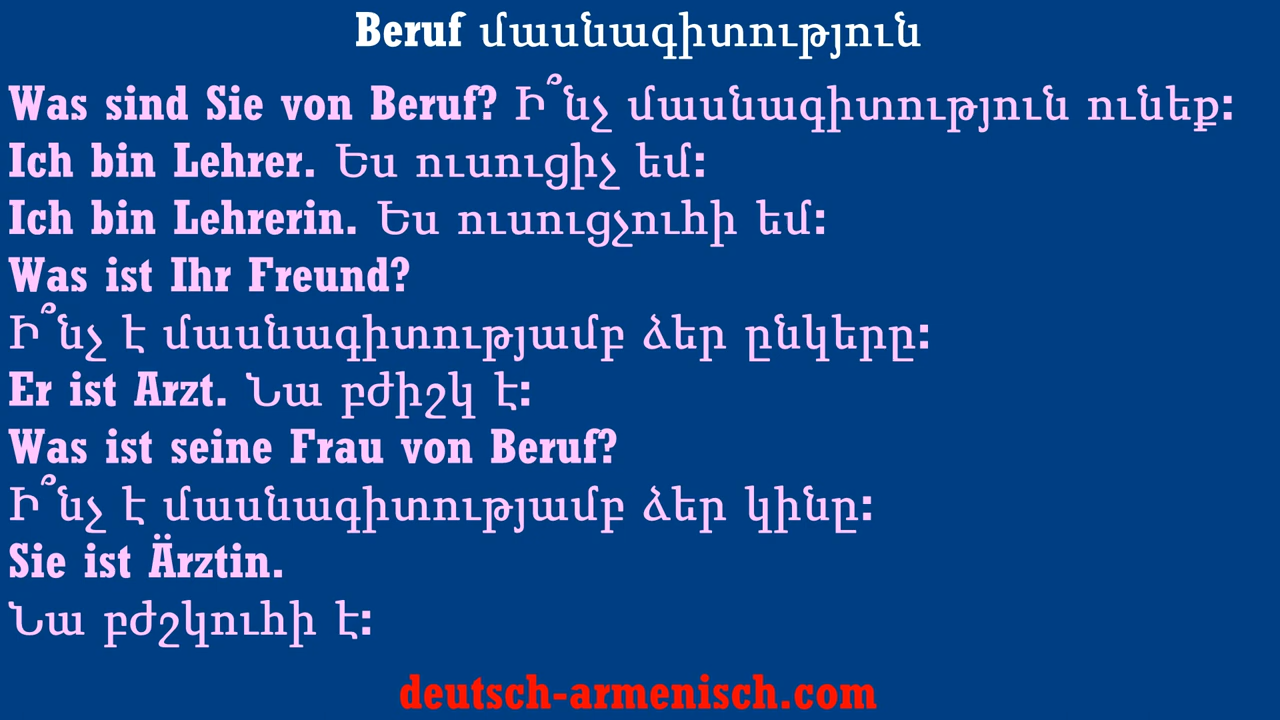 Beruf մասնագիտություն
Was sind Sie von Beruf? Ի՞նչ մասնագիտություն ունեք:
Ich bin Lehrer. Ես ուսուցիչ եմ:
Ich bin Lehrerin. Ես ուսուցչուհի եմ:
Was ist Ihr Freund?
Ի՞նչ է մասնագիտությամբ ձեր ընկերը:
Er ist Arzt. Նա բժիշկ է:
Was ist seine Frau von Beruf?
Ի՞նչ է մասնագիտությամբ ձեր կինը:
Sie ist Ärztin.
Նա բժշկուհի է:
deutsch-armenisch.com